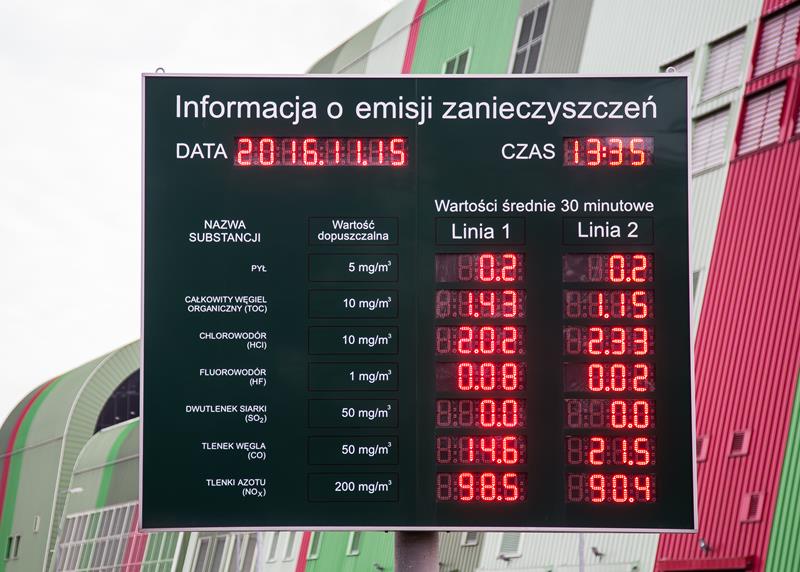 Informacja o emisji zanieczyszczeń
DATA 2016.11.15 CZAS 13:35
Wartości średnie 30 minutowe
NAZWA SUBSTANCJI Wartość dopuszczalna Linia 1 Linia 2
PYŁ 5 mg/m³ 0.2 0.2
CAŁKOWITY WĘGIEL ORGANICZNY (TOC) 10 mg/m³ 1.43 1.15
CHLOROWODÓR (HCl) 10 mg/m³ 2.02 2.33
FLUOROWODÓR (HF) 1 mg/m³ 0.08 0.02
DWUTLENEK SIARKI (SO₂) 50 mg/m³ 0.0 0.0
TLENEK WĘGLA (CO) 50 mg/m³ 14.6 21.5
TLENKI AZOTU (NOₓ) 200 mg/m³ 98.5 90.4